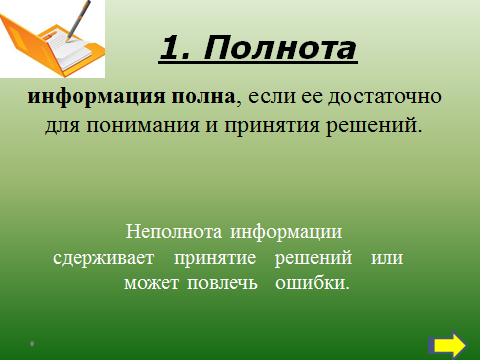 1. Полнота
информация полна, если ее достаточно
для понимания и принятия решений.
Неполнота информации
сдерживает принятие решений или
может повлечь ошибки.